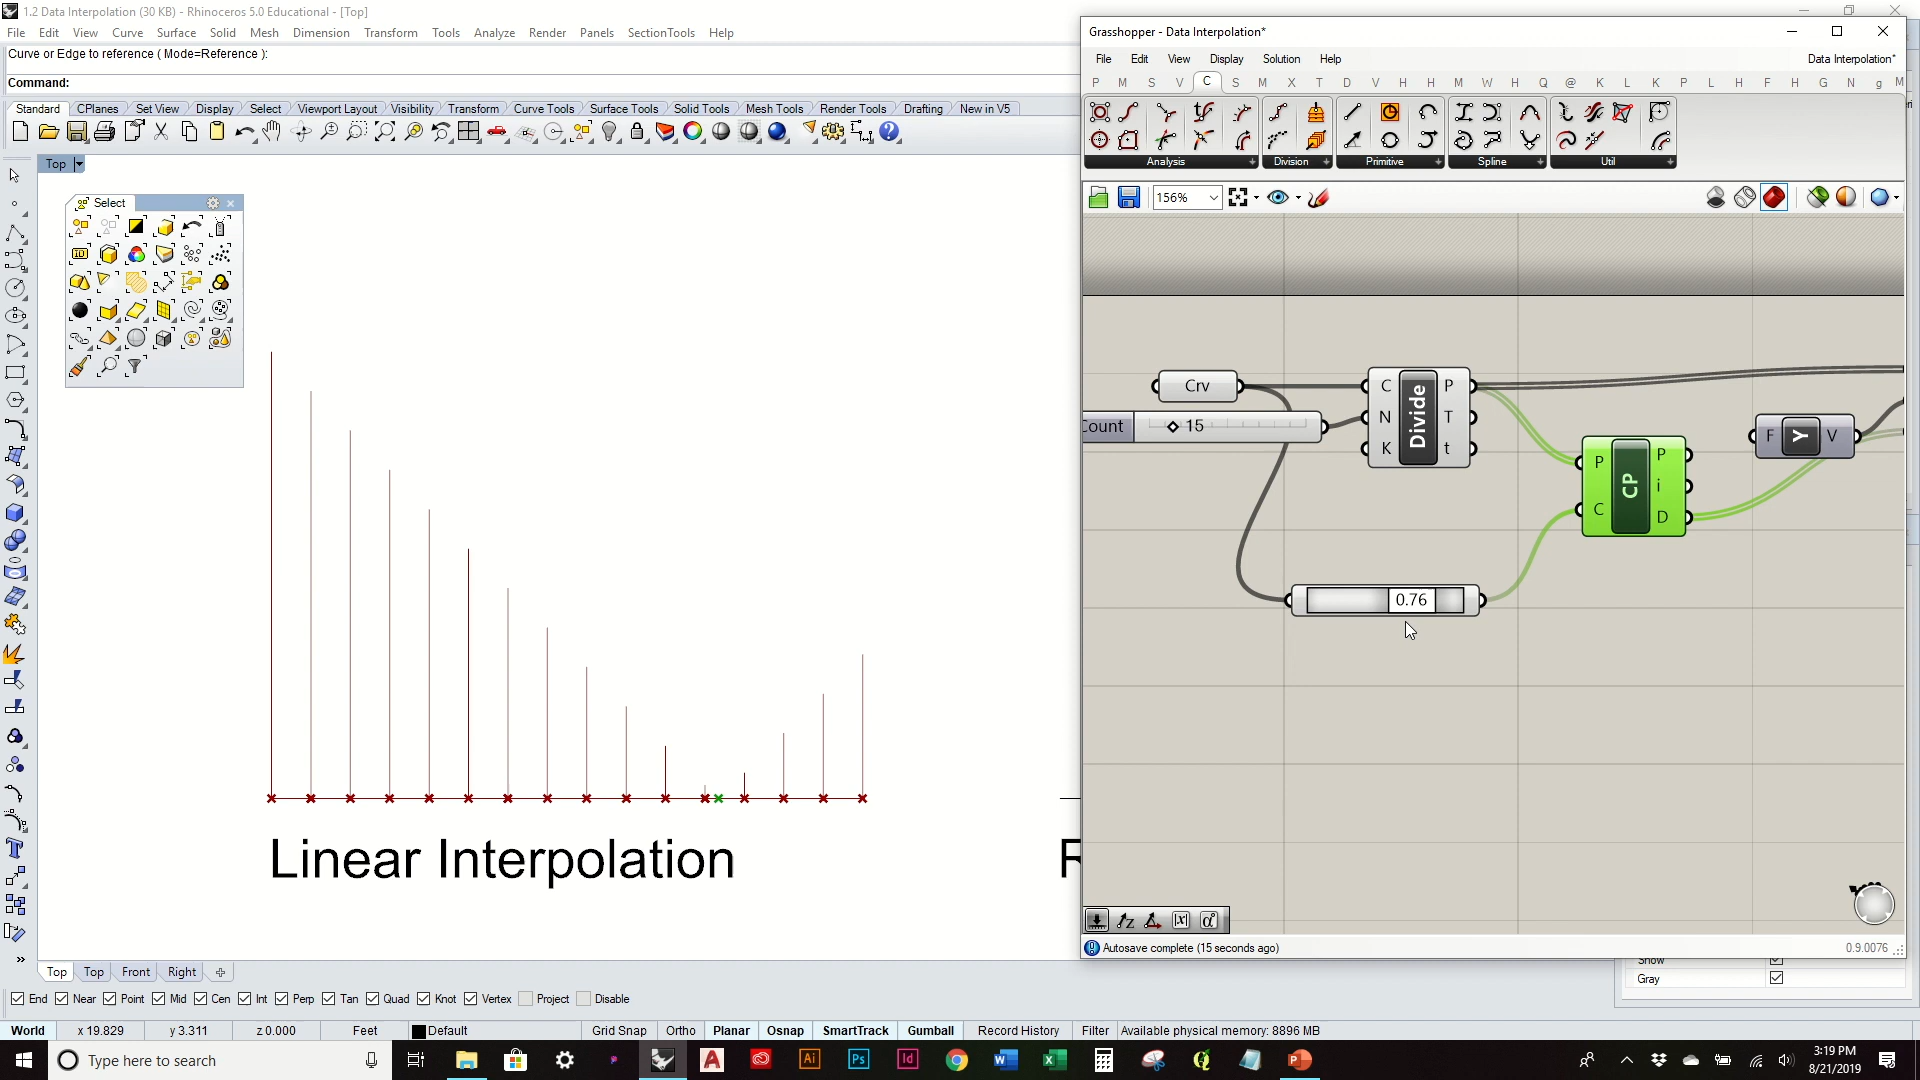 1.2 Data Interpolation (30 KB) - Rhinoceros 5.0 Educational - [Top]
File Edit View Curve Surface Solid Mesh Dimension Transform Tools Analyze Render Panels SectionTools Help
Curve or Edge to reference ( Mode=Reference ):
Command:
Standard CPlanes Set View Display Select Viewport Layout Visibility Transform Curve Tools Surface Tools Solid Tools Mesh Tools Render Tools Drafting New in V5
Top
Select
Linear Interpolation
R
Grasshopper - Data Interpolation*
File Edit View Display Solution Help
Data Interpolation*
P M S V C S M X T D V H H M W H Q @ K L K P L H F H G N g M
Analysis Division Primitive Spline Util
156%
Crv
Count 15
C N K Divide P T t
P C CP P i D
F Y V
0.76
Autosave complete (15 seconds ago)
0.9.0076
Show
Gray
Top Top Front Right
End Near Point Mid Cen Int Perp Tan Quad Knot Vertex Project Disable
World x 19.829 y 3.311 z 0.000 Feet Default Grid Snap Ortho Planar Osnap SmartTrack Gumball Record History Filter Available physical memory: 8896 MB
Type here to search
3:19 PM
8/21/2019